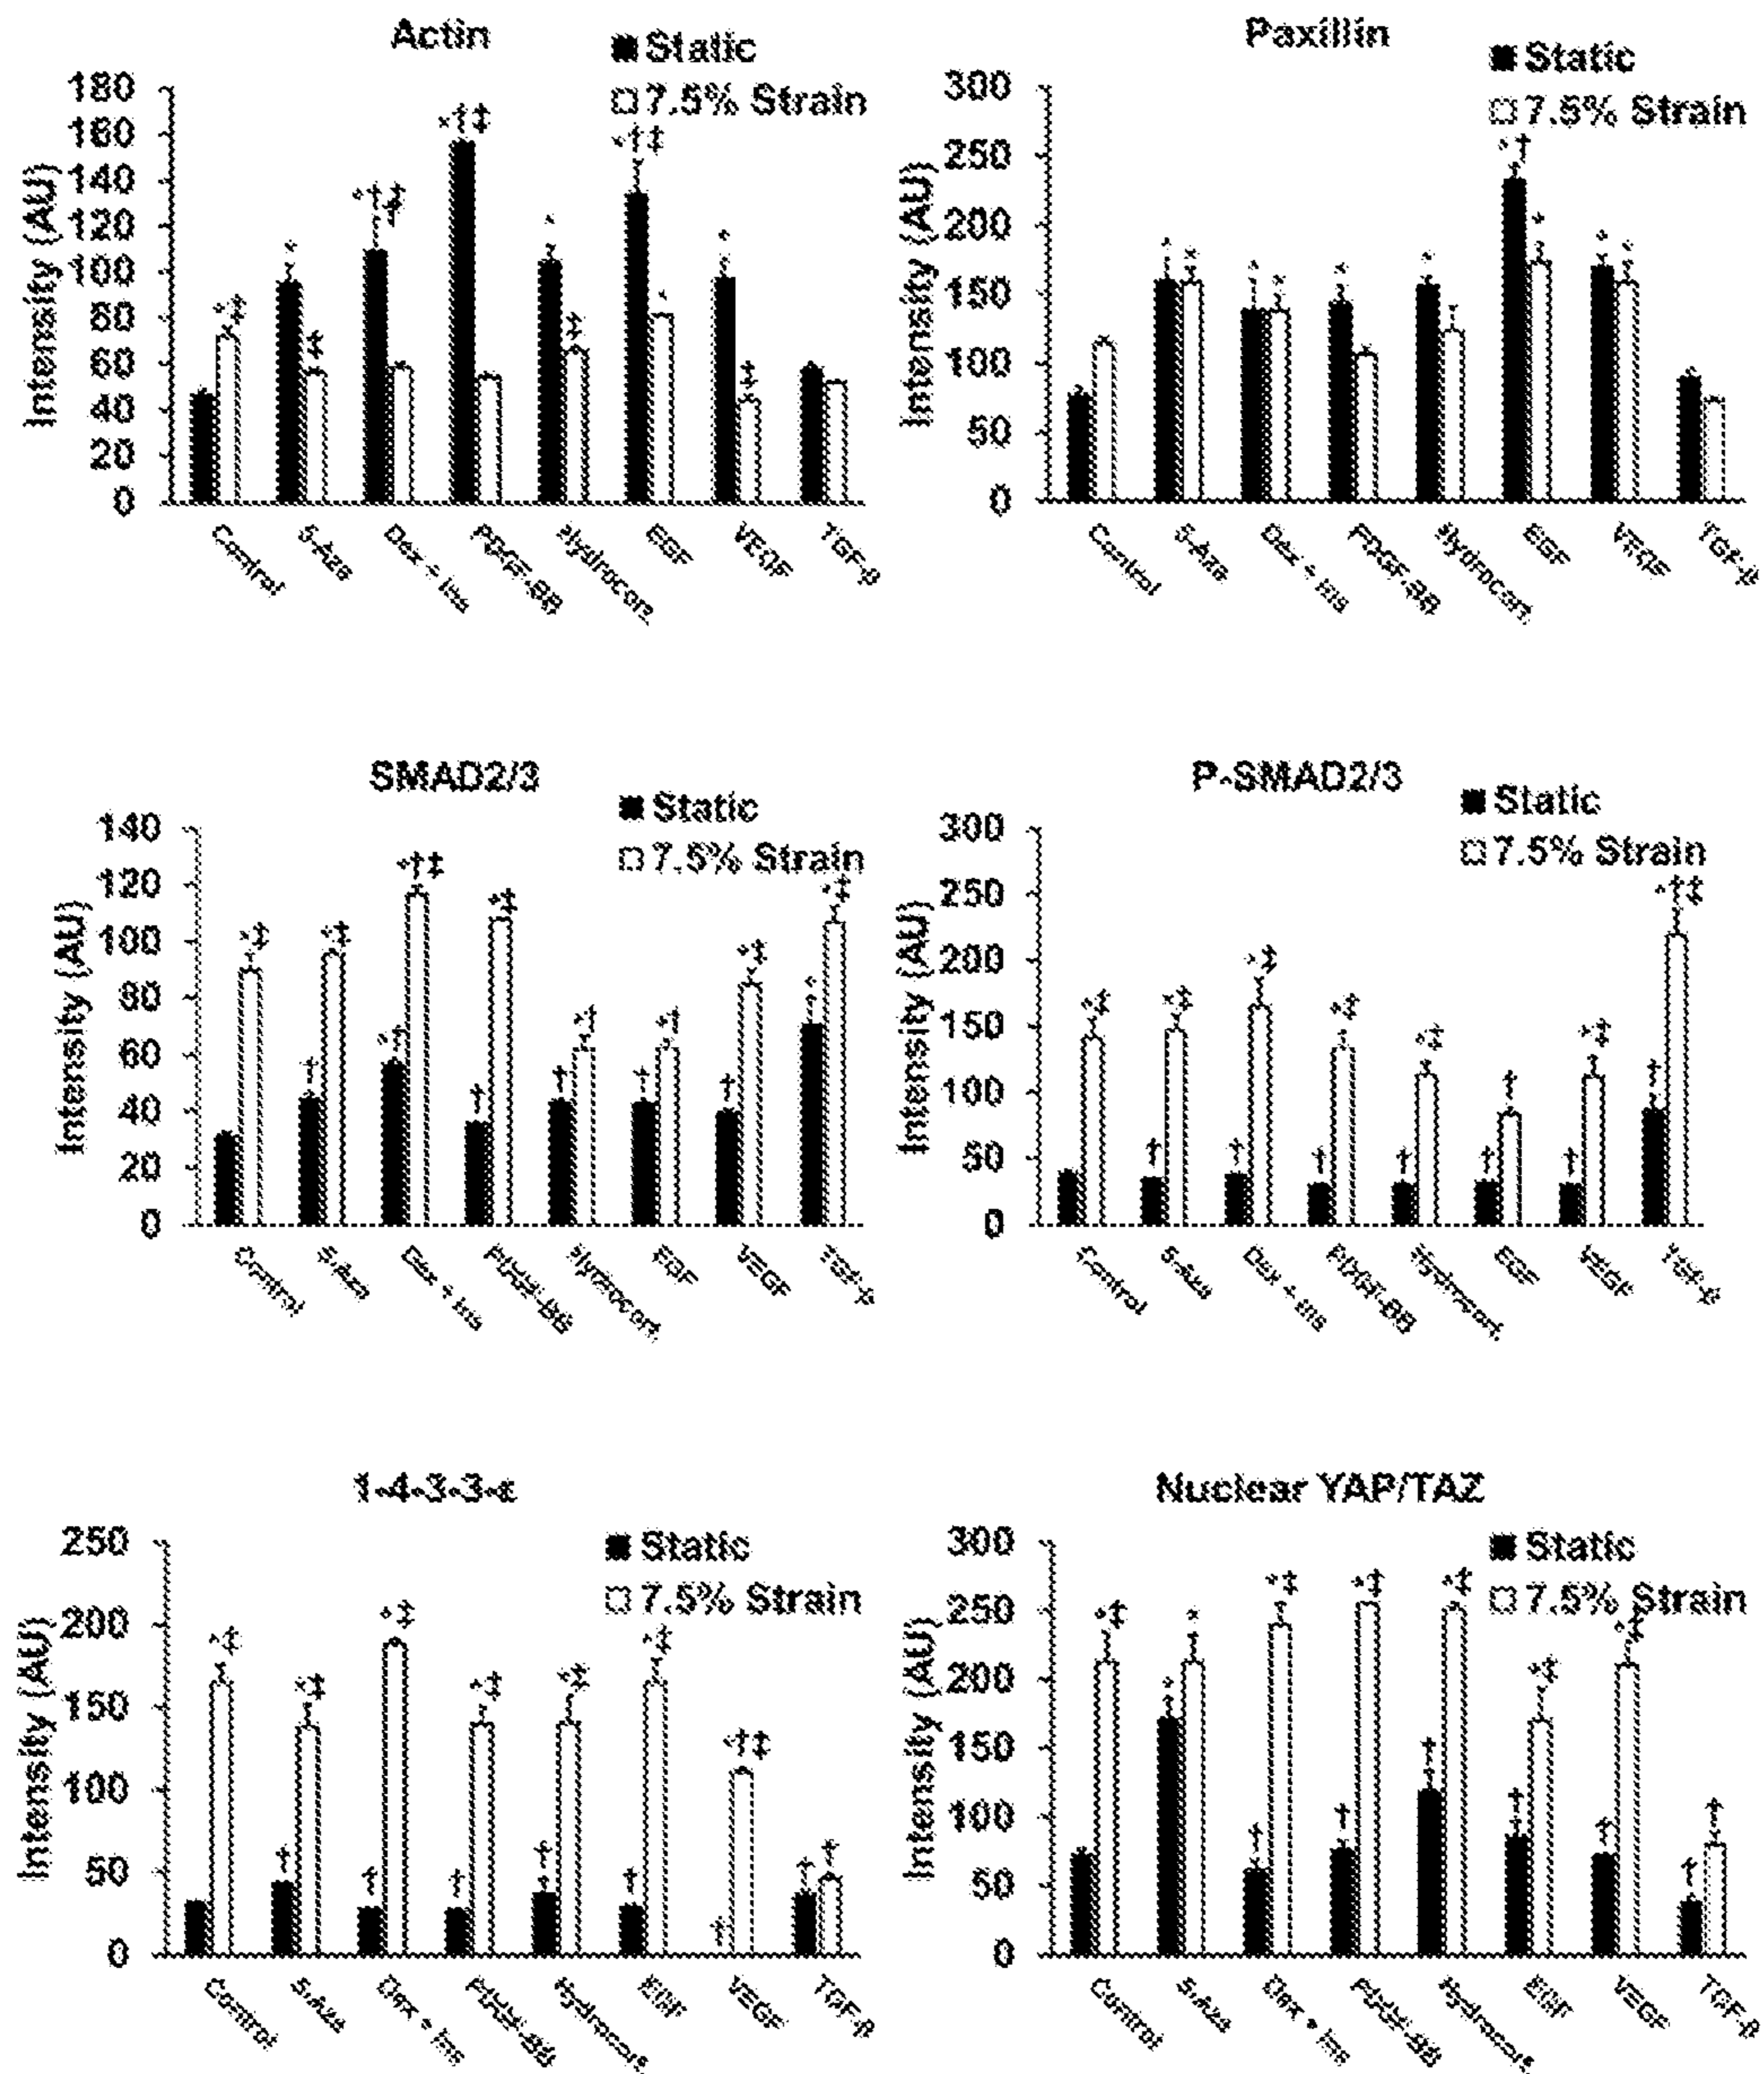 Actin
■ Static
□ 7.5% Strain
Intensity (AU)
180
160
140
120
100
80
60
40
20
0
Control
5-Aza
Dex + Ins
PDGF-BB
Hydrocort.
EGF
VEGF
TGF-β
Paxillin
■ Static
□ 7.5% Strain
Intensity (AU)
300
250
200
150
100
50
0
Control
5-Aza
Dex + Ins
PDGF-BB
Hydrocort
EGF
VEGF
TGF-β
SMAD2/3
■ Static
□ 7.5% Strain
Intensity (AU)
140
120
100
80
60
40
20
0
Control
5-Aza
Dex + Ins
PDGF-BB
Hydrocort.
EGF
VEGF
TGF-β
P-SMAD2/3
■ Static
□ 7.5% Strain
Intensity (AU)
300
250
200
150
100
50
0
Control
5-Aza
Dex + Ins
PDGF-BB
Hydrocort.
EGF
VEGF
TGF-β
1-4-3-3-ε
■ Static
□ 7.5% Strain
Intensity (AU)
250
200
150
100
50
0
Control
5-Aza
Dex + Ins
PDGF-BB
EGF
VEGF
TGF-β
Nuclear YAP/TAZ
■ Static
□ 7.5% Strain
Intensity (AU)
300
250
200
150
100
50
0
Control
5-Aza
Dex + Ins
PDGF-BB
EGF
VEGF
TGF-β